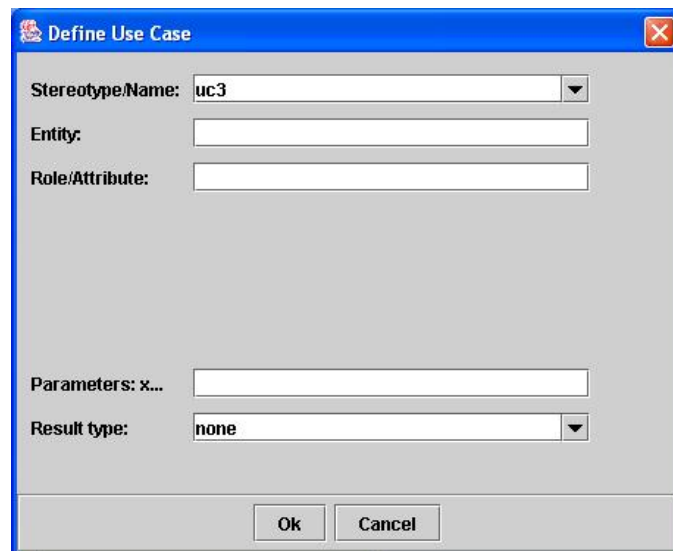 Define Use Case
Stereotype/Name: uc3
Entity:
Role/Attribute:
Parameters: x...
Result type: none
Ok Cancel